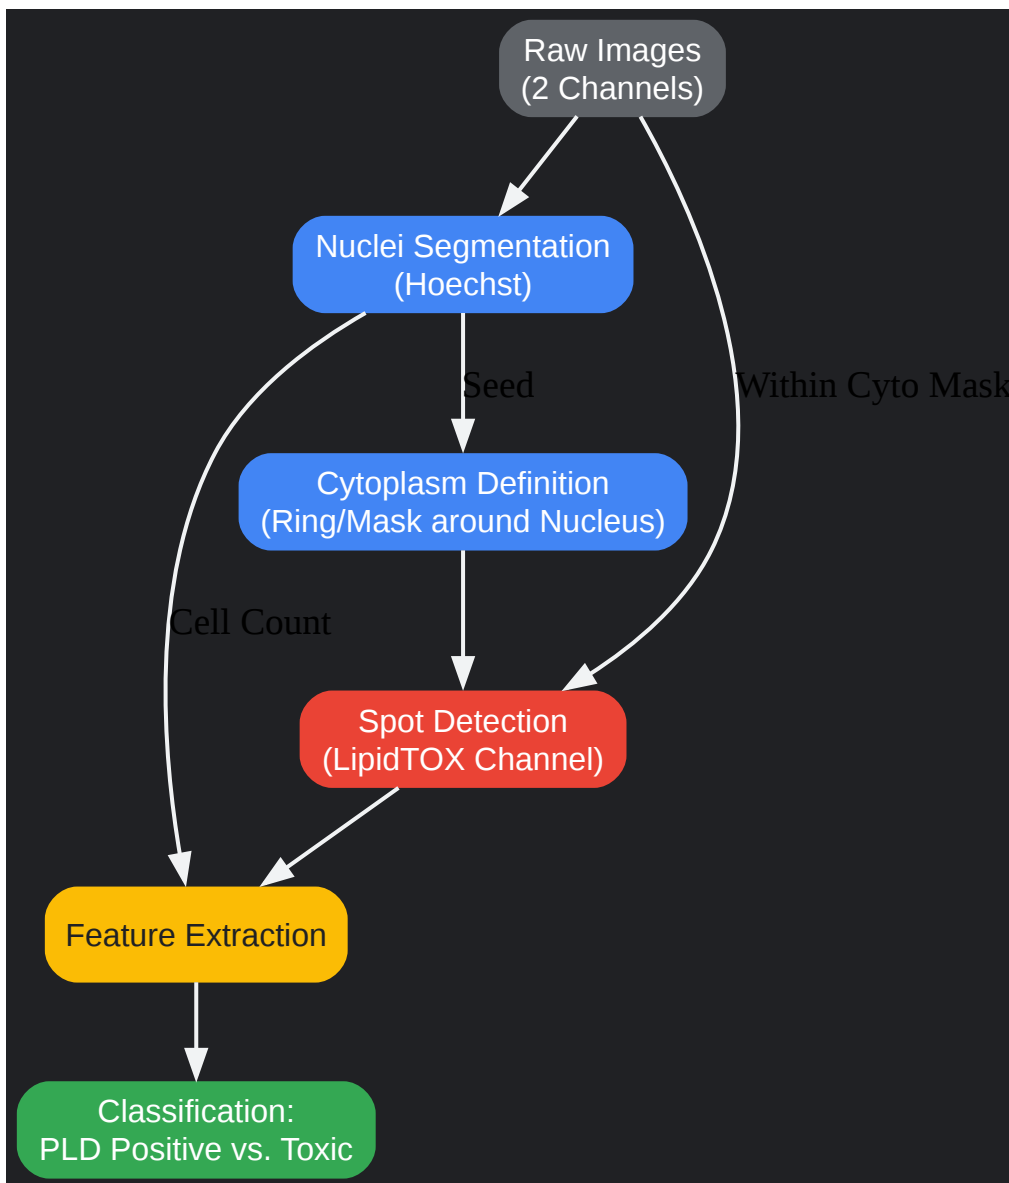 Raw Images
(2 Channels)
Nuclei Segmentation
(Hoechst)
Seed
Within Cyto Mask
Cytoplasm Definition
(Ring/Mask around Nucleus)
Cell Count
Spot Detection
(LipidTOX Channel)
Feature Extraction
Classification:
PLD Positive vs. Toxic